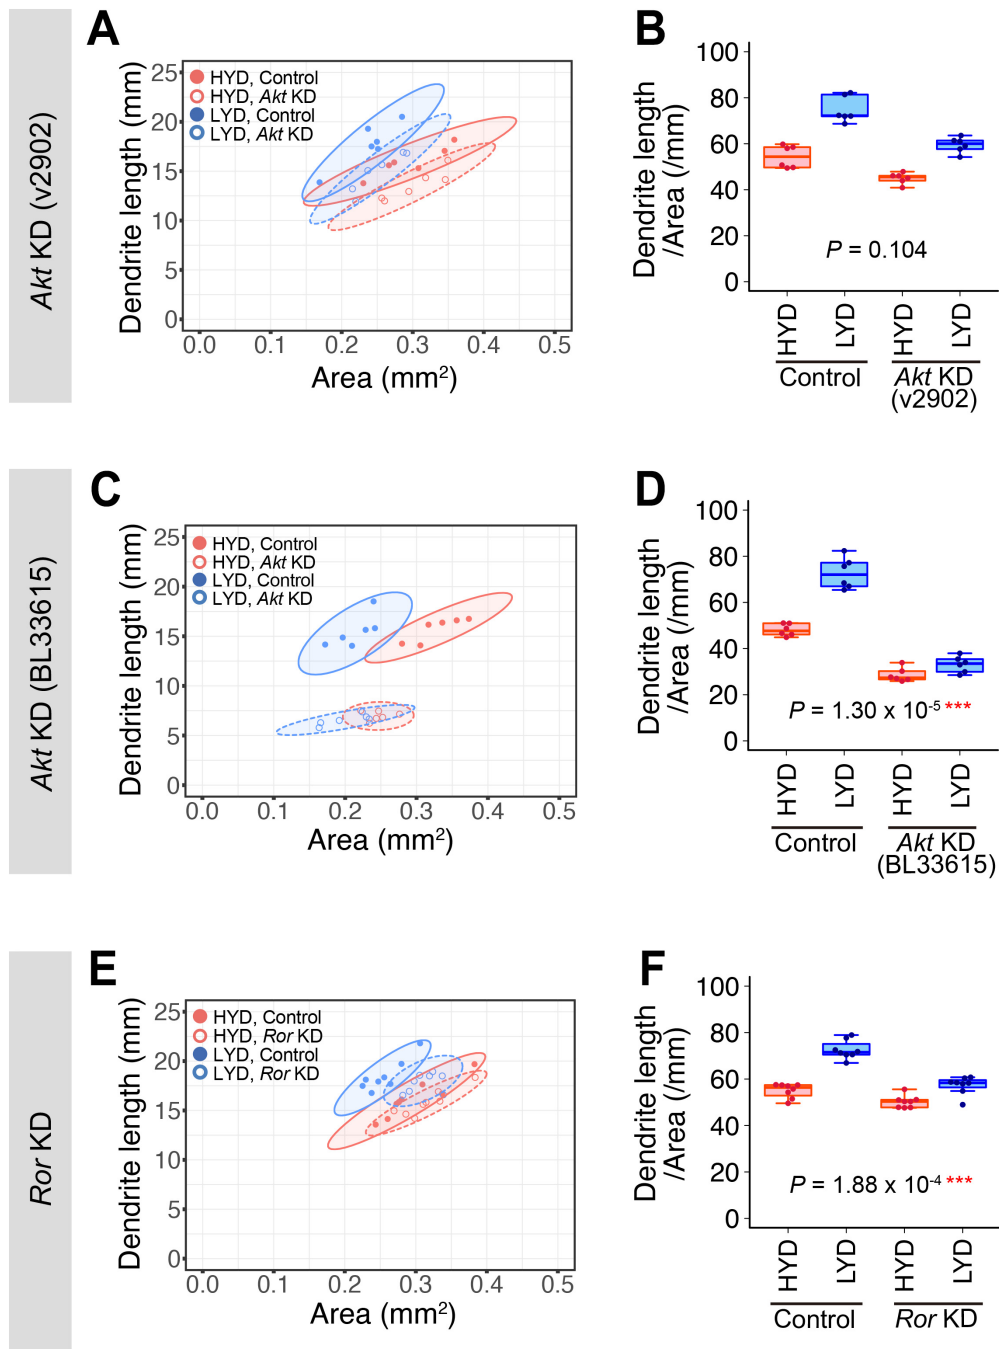 Akt KD (v2902)
A
Dendrite length (mm)
25
20
15
10
5
0
HYD, Control
HYD, Akt KD
LYD, Control
LYD, Akt KD
0.0 0.1 0.2 0.3 0.4 0.5
Area (mm²)
B
Dendrite length
/Area (/mm)
100
80
60
40
20
0
P = 0.104
HYD LYD HYD LYD
Control Akt KD
(v2902)
Akt KD (BL33615)
C
Dendrite length (mm)
25
20
15
10
5
0
HYD, Control
HYD, Akt KD
LYD, Control
LYD, Akt KD
0.0 0.1 0.2 0.3 0.4 0.5
Area (mm²)
D
Dendrite length
/Area (/mm)
100
80
60
40
20
0
P = 1.30 x 10⁻⁵ ***
HYD LYD HYD LYD
Control Akt KD
(BL33615)
Ror KD
E
Dendrite length (mm)
25
20
15
10
5
0
HYD, Control
HYD, Ror KD
LYD, Control
LYD, Ror KD
0.0 0.1 0.2 0.3 0.4 0.5
Area (mm²)
F
Dendrite length
/Area (/mm)
100
80
60
40
20
0
P = 1.88 x 10⁻⁴ ***
HYD LYD HYD LYD
Control Ror KD